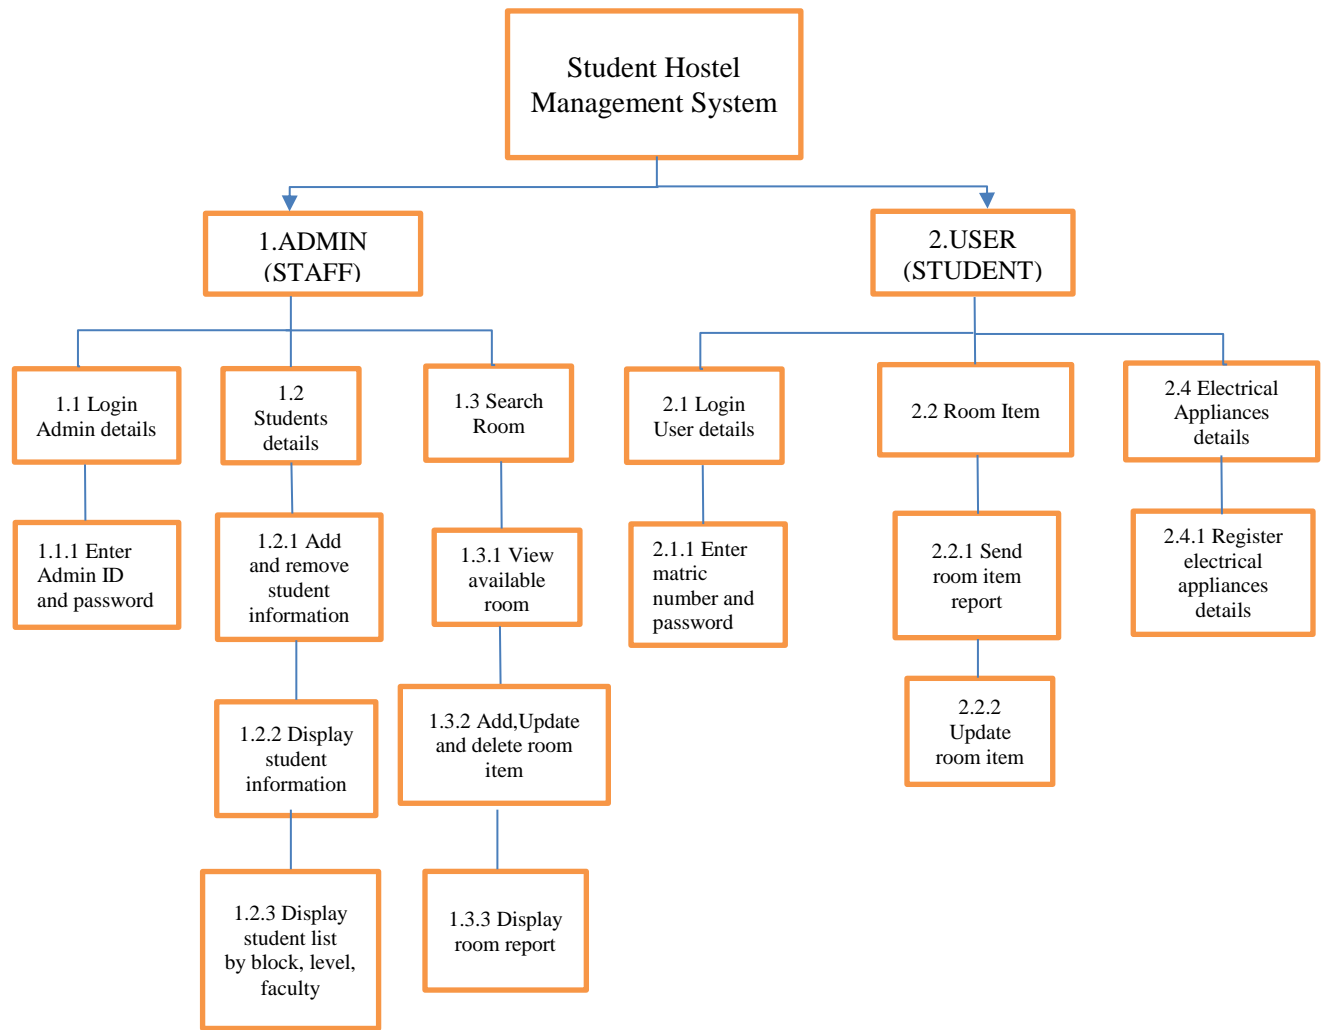 Student Hostel
Management System
1.ADMIN
(STAFF)
2.USER
(STUDENT)
1.1 Login
Admin details
1.2
Students
details
1.3 Search
Room
2.1 Login
User details
2.2 Room Item
2.4 Electrical
Appliances
details
1.1.1 Enter
Admin ID
and password
1.2.1 Add
and remove
student
information
1.3.1 View
available
room
2.1.1 Enter
matric
number and
password
2.2.1 Send
room item
report
2.4.1 Register
electrical
appliances
details
1.2.2 Display
student
information
1.3.2 Add,Update
and delete room
item
2.2.2
Update
room item
1.2.3 Display
student list
by block, level,
faculty
1.3.3 Display
room report